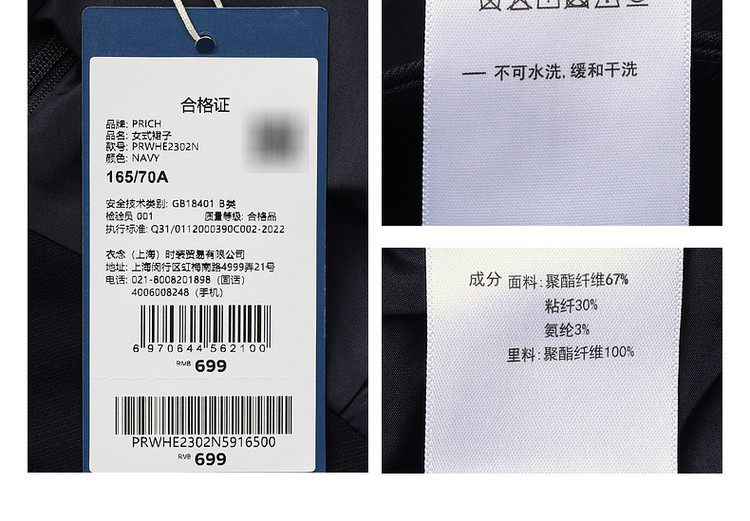 合格证
品牌: PRICH
品名: 女式裙子
款号: PRWHE2302N
颜色: NAVY
165/70A
安全技术类别: GB18401 B类
检验员 001 质量等级: 合格品
执行标准: Q31/0112000390C002-2022
衣念（上海）时装贸易有限公司
地址: 上海闵行区虹梅南路4999弄21号
电话: 021-8008201898（固话）
4006008248（手机）
6 970644 562100
RMB 699
PRWHE2302N5916500
RMB 699
— 不可水洗, 缓和干洗
成分 面料: 聚酯纤维67%
粘纤30%
氨纶3%
里料: 聚酯纤维100%